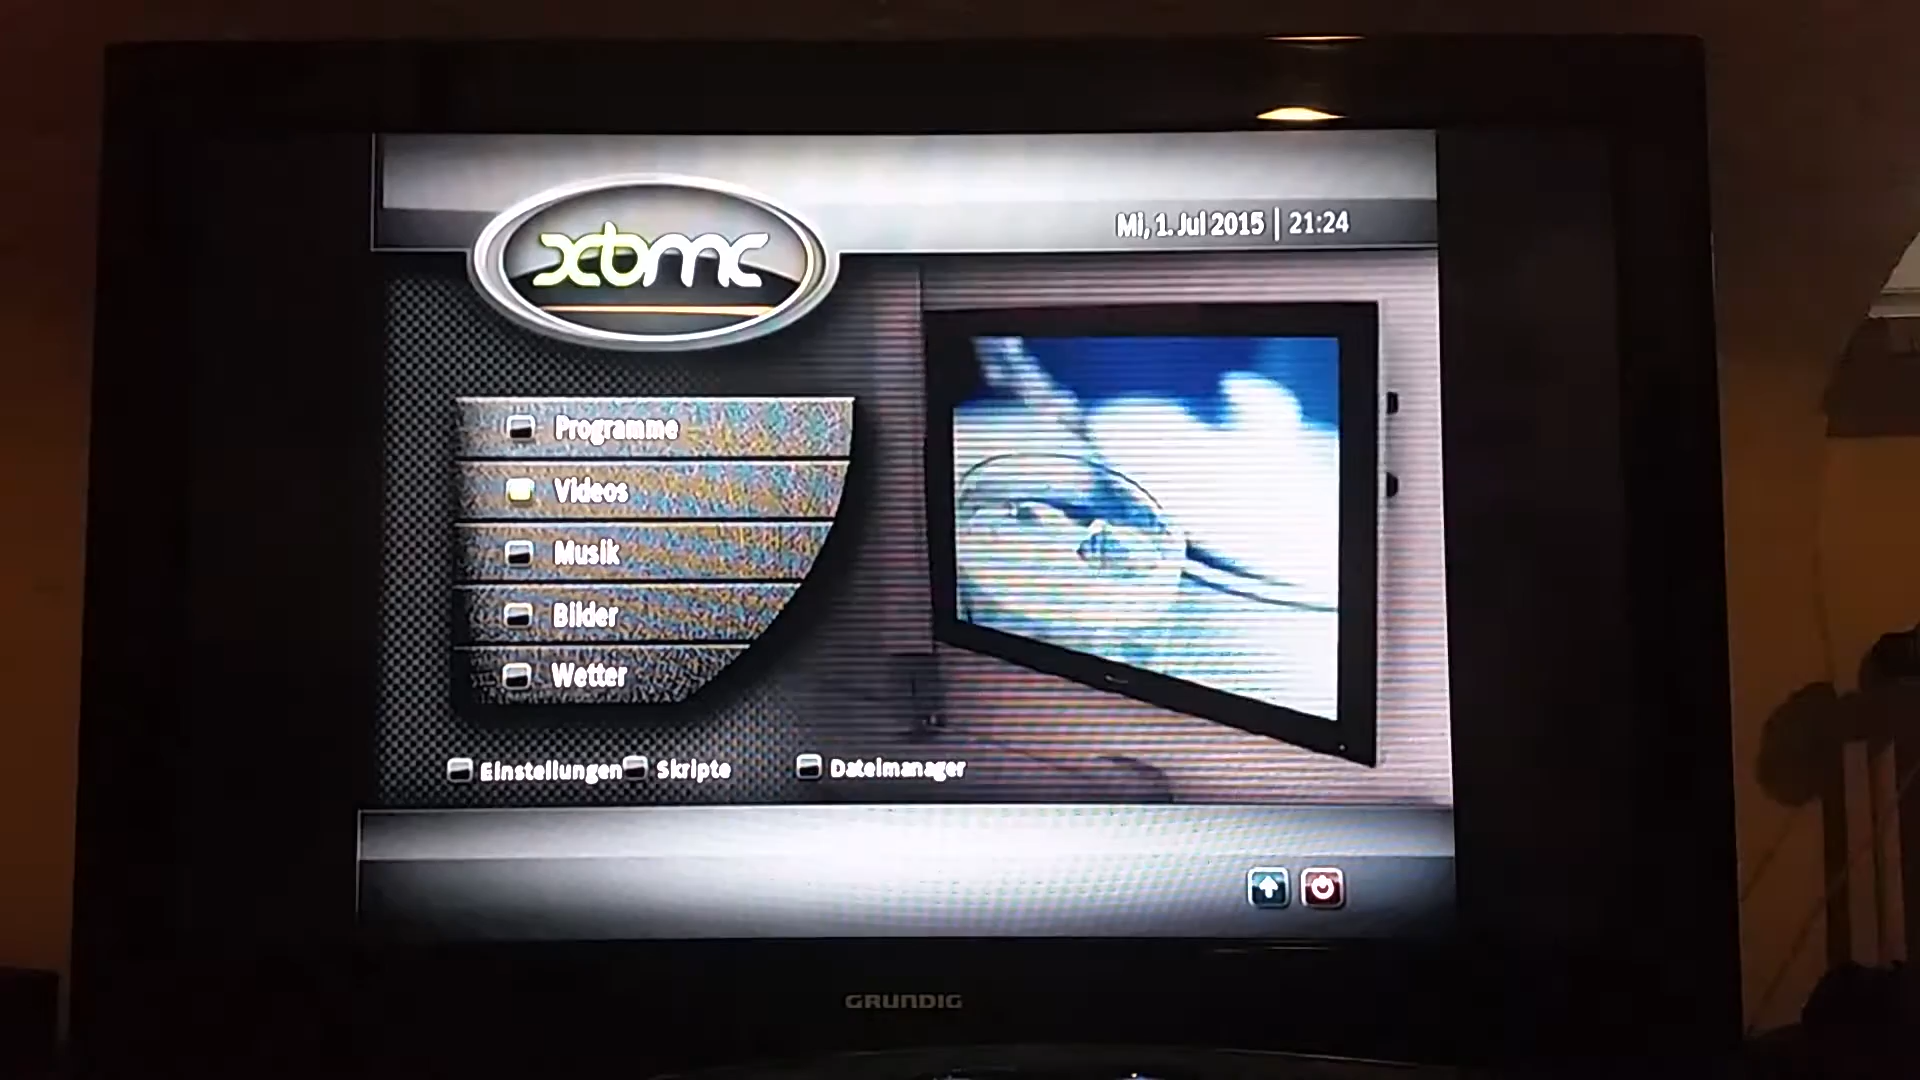 xbmc
Mi, 1. Jul 2015 | 21:24
Programme
Videos
Musik
Bilder
Wetter
Einstellungen Skripte Dateimanager
GRUNDIG